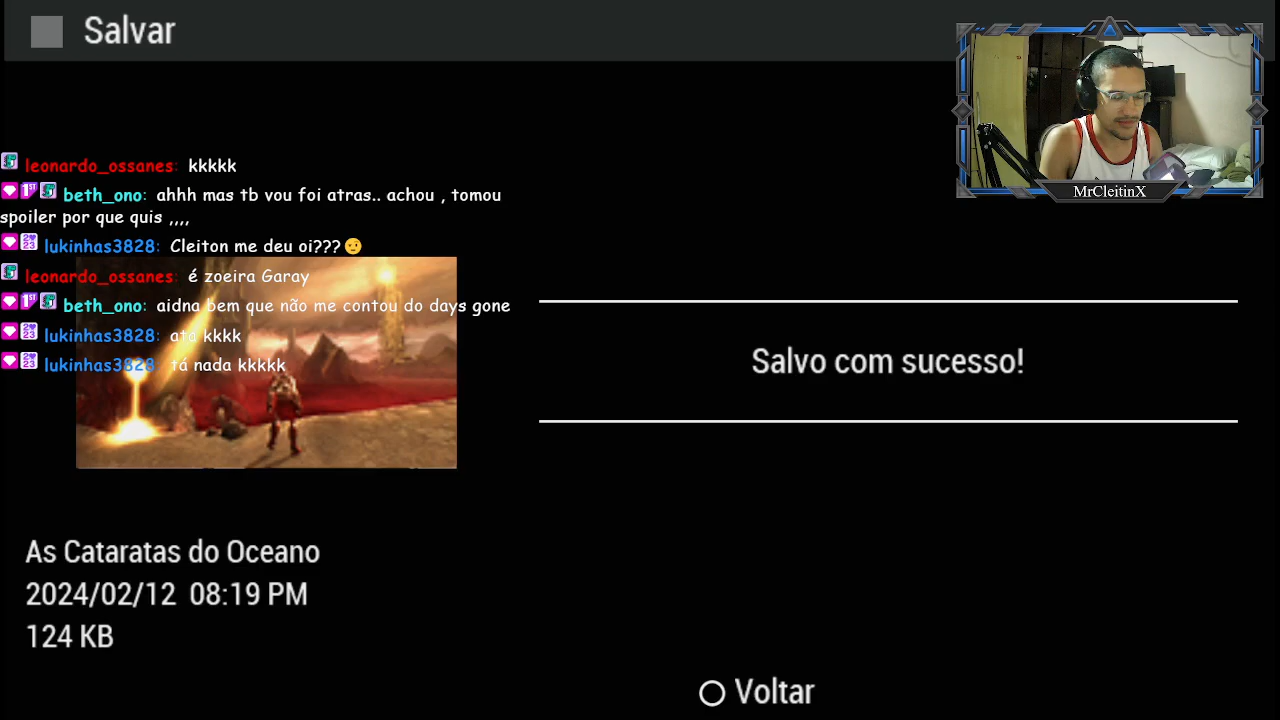 Salvar
leonardo_ossanes: kkkkk
beth_ono: ahhh mas tb vou foi atras.. achou , tomou
spoiler por que quis ,,,,
lukinhas3828: Cleiton me deu oi???
leonardo_ossanes: é zoeira Garay
beth_ono: aidna bem que não me contou do days gone
lukinhas3828: ata kkkk
lukinhas3828: tá nada kkkkk
MrCleitinX
Salvo com sucesso!
As Cataratas do Oceano
2024/02/12 08:19 PM
124 KB
Voltar